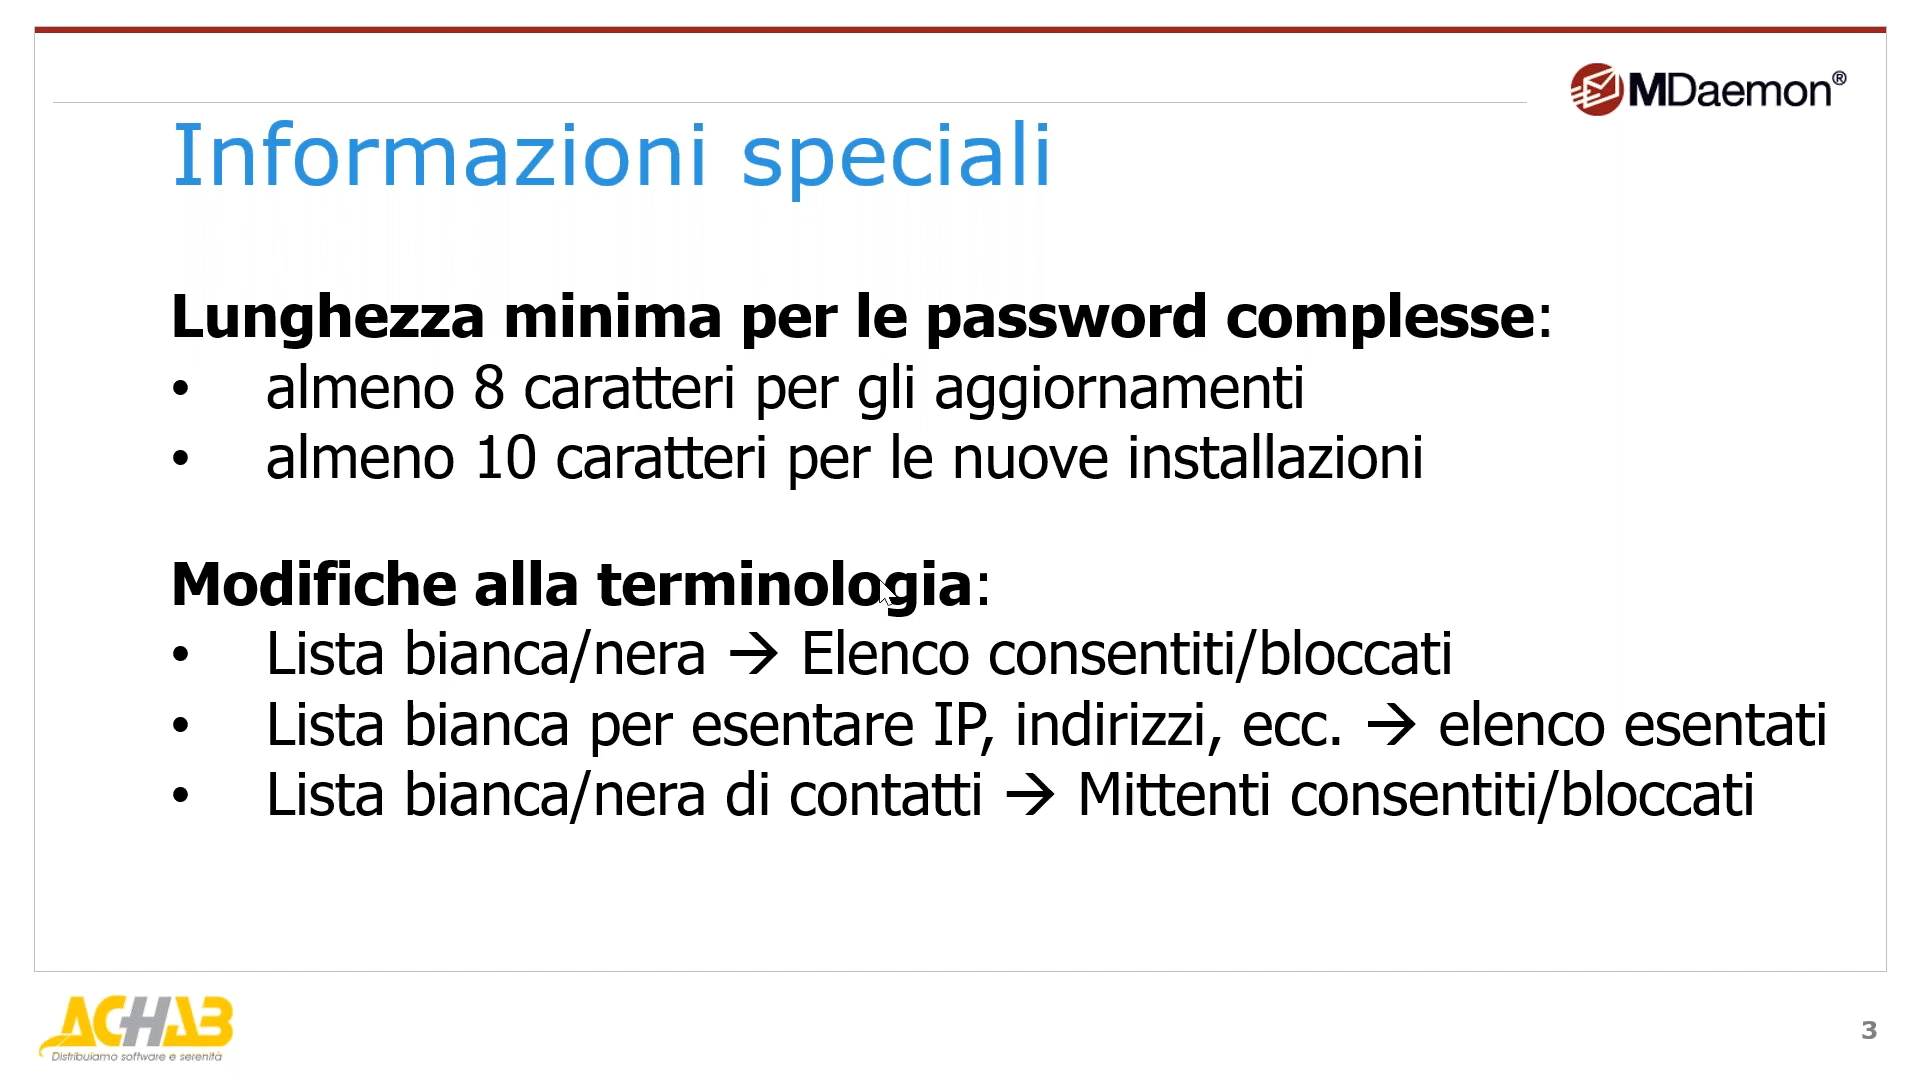 MDaemon®
Informazioni speciali
Lunghezza minima per le password complesse:
• almeno 8 caratteri per gli aggiornamenti
• almeno 10 caratteri per le nuove installazioni
Modifiche alla terminologia:
• Lista bianca/nera → Elenco consentiti/bloccati
• Lista bianca per esentare IP, indirizzi, ecc. → elenco esentati
• Lista bianca/nera di contatti → Mittenti consentiti/bloccati
ACHAB
Distribuiamo software e serenità
3